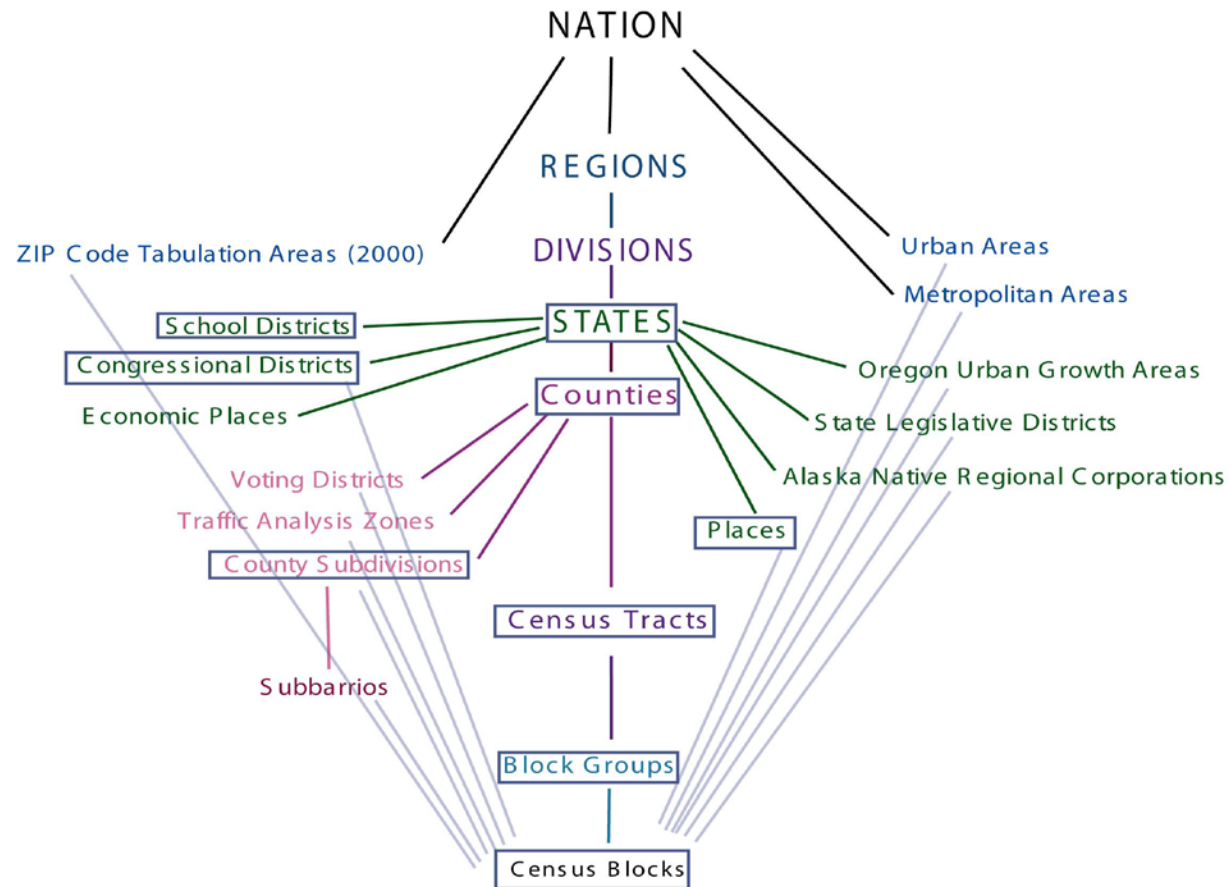 NATION
REGIONS
ZIP Code Tabulation Areas (2000)
DIVISIONS
Urban Areas
Metropolitan Areas
School Districts
STATES
Congressional Districts
Oregon Urban Growth Areas
Counties
Economic Places
State Legislative Districts
Voting Districts
Alaska Native Regional Corporations
Traffic Analysis Zones
Places
County Subdivisions
Census Tracts
Subbarrios
Block Groups
Census Blocks